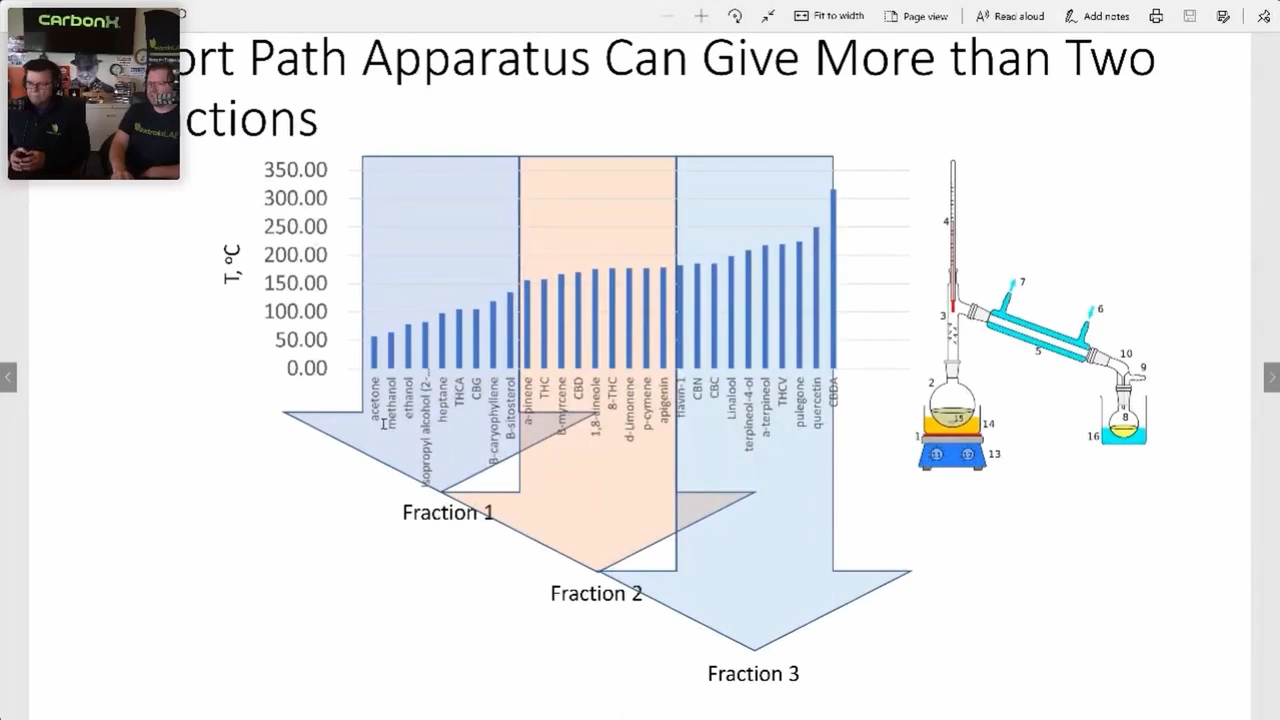 CARBONX
Fit to width
Page view
Read aloud
Add notes
ort Path Apparatus Can Give More than Two
ctions
350.00
300.00
250.00
200.00
150.00
100.00
50.00
0.00
T, ºC
acetone
methanol
ethanol
isopropyl alcohol (2-…
heptane
THCA
CBG
B-caryophyllene
B-sitosterol
a-pinene
THC
B-myrcene
CBD
1,8-cineole
8-THC
d-Limonene
p-cymene
apigenin
flavin-1
CBN
CBC
Linalool
terpineol-4-ol
a-terpineol
THCV
pulegone
quercetin
CBDA
Fraction 1
Fraction 2
Fraction 3
4
7
3
6
5
10
9
2
8
15
14
1
16
13